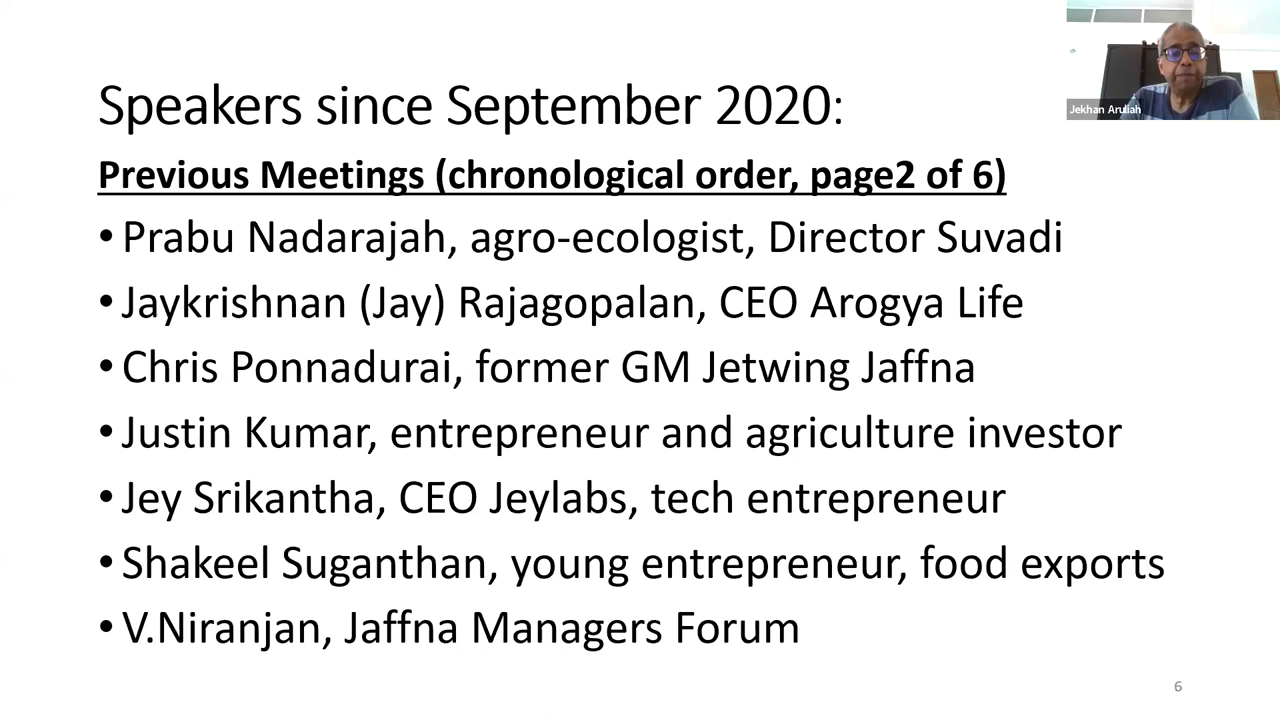 Speakers since September 2020:
Jekhan Aruliah
Previous Meetings (chronological order, page2 of 6)
• Prabu Nadarajah, agro-ecologist, Director Suvadi
• Jaykrishnan (Jay) Rajagopalan, CEO Arogya Life
• Chris Ponnadurai, former GM Jetwing Jaffna
• Justin Kumar, entrepreneur and agriculture investor
• Jey Srikantha, CEO Jeylabs, tech entrepreneur
• Shakeel Suganthan, young entrepreneur, food exports
• V.Niranjan, Jaffna Managers Forum
6